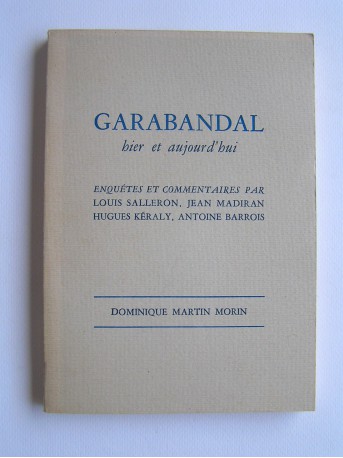 GARABANDAL
hier et aujourd'hui
ENQUÊTES ET COMMENTAIRES PAR
LOUIS SALLERON, JEAN MADIRAN
HUGUES KÉRALY, ANTOINE BARROIS
DOMINIQUE MARTIN MORIN